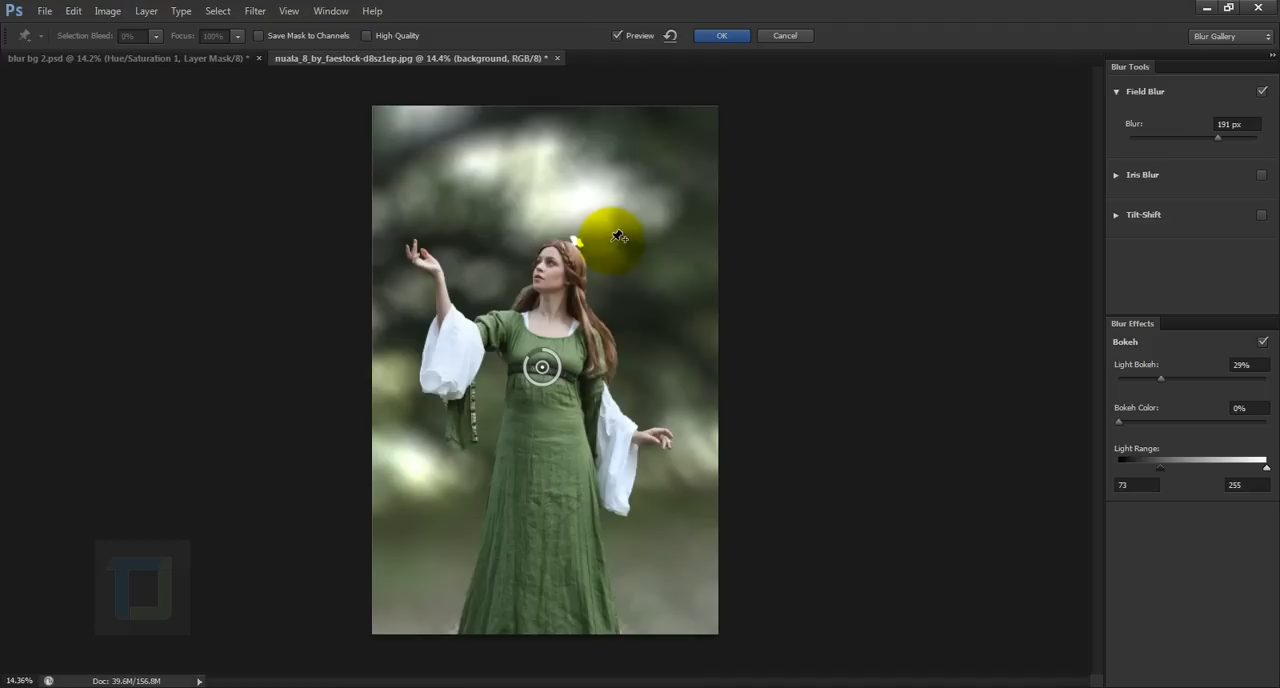 Ps File Edit Image Layer Type Select Filter View Window Help
Selection Bleed: 0% Focus: 100% Save Mask to Channels High Quality Preview OK Cancel Blur Gallery
blur bg 2.psd @ 14.2% (Hue/Saturation 1, Layer Mask/8) * × nuala_8_by_faestock-d8sz1ep.jpg @ 14.4% (background, RGB/8) * ×
Blur Tools
Field Blur
Blur: 191 px
Iris Blur
Tilt-Shift
Blur Effects
Bokeh
Light Bokeh: 29%
Bokeh Color: 0%
Light Range:
73 255
14.36% Doc: 39.6M/156.8M